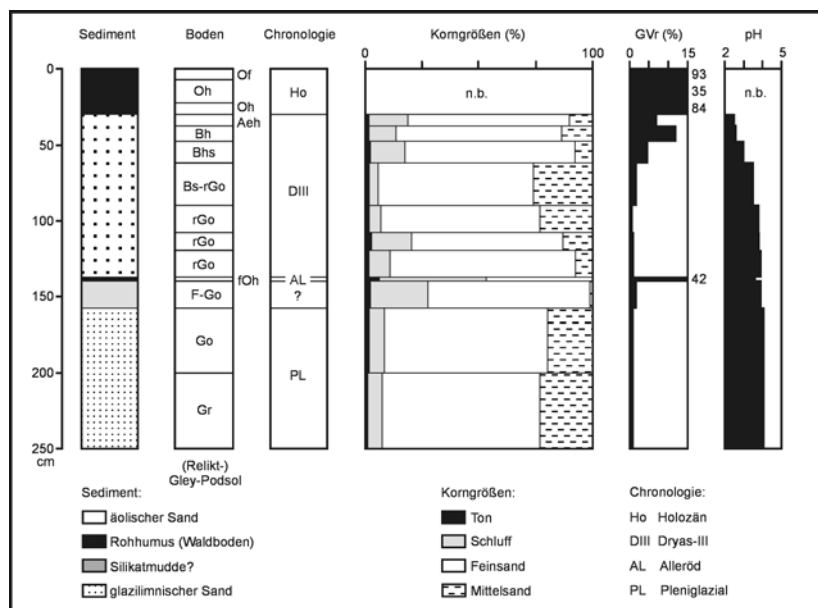 Sediment Boden Chronologie Korngrößen (%) GVr (%) pH
0 100 0 15 2 5
0
50
100
150
200
250
cm
Of
Oh
Oh
Aeh
Bh
Bhs
Bs-rGo
rGo
rGo
rGo
fOh
F-Go
Go
Gr
(Relikt-)
Gley-Podsol
Ho
DIII
AL
?
PL
n.b.
93
35
84
42
n.b.
Sediment:
äolischer Sand
Rohhumus (Waldboden)
Silikatmudde?
glazilimnischer Sand
Korngrößen:
Ton
Schluff
Feinsand
Mittelsand
Chronologie:
Ho Holozän
DIII Dryas-III
AL Alleröd
PL Pleniglazial